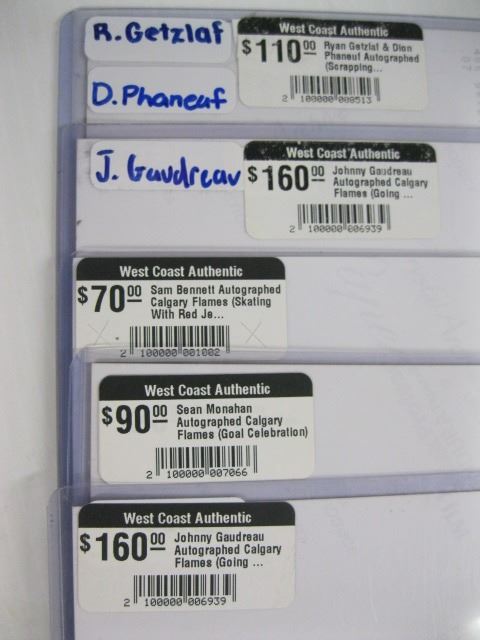 R. Getzlaf
D. Phaneuf
West Coast Authentic
$110 00 Ryan Getzlaf & Dion
Phaneuf Autographed
(Scrapping...
2 100000 008513
J. Gaudreau
West Coast Authentic
$160 00 Johnny Gaudreau
Autographed Calgary
Flames (Going ...
2 100000 006939
West Coast Authentic
$70 00 Sam Bennett Autographed
Calgary Flames (Skating
With Red Je...
2 100000 001002
West Coast Authentic
$90 00 Sean Monahan
Autographed Calgary
Flames (Goal Celebration)
2 100000 007066
West Coast Authentic
$160 00 Johnny Gaudreau
Autographed Calgary
Flames (Going ...
2 100000 006939